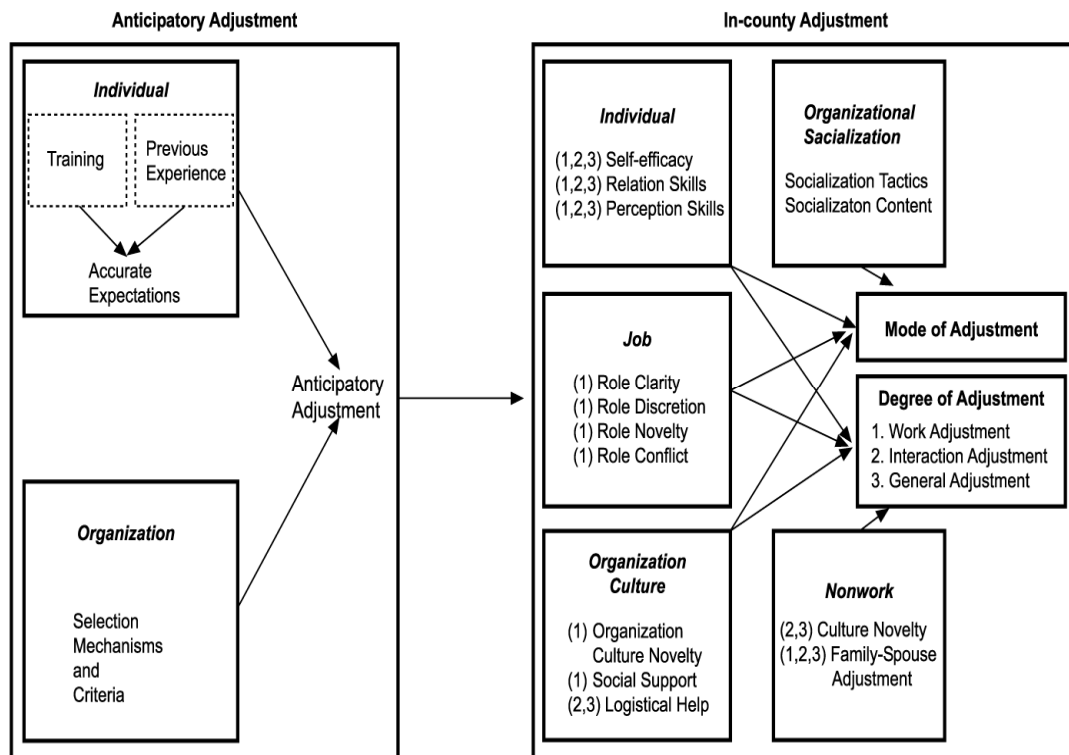 Anticipatory Adjustment
Individual
Training
Previous
Experience
Accurate
Expectations
Anticipatory
Adjustment
Organization
Selection
Mechanisms
and
Criteria
In-county Adjustment
Individual
(1,2,3) Self-efficacy
(1,2,3) Relation Skills
(1,2,3) Perception Skills
Organizational
Sacialization
Socialization Tactics
Socializaton Content
Job
(1) Role Clarity
(1) Role Discretion
(1) Role Novelty
(1) Role Conflict
Mode of Adjustment
Degree of Adjustment
1. Work Adjustment
2. Interaction Adjustment
3. General Adjustment
Organization
Culture
(1) Organization
Culture Novelty
(1) Social Support
(2,3) Logistical Help
Nonwork
(2,3) Culture Novelty
(1,2,3) Family-Spouse
Adjustment